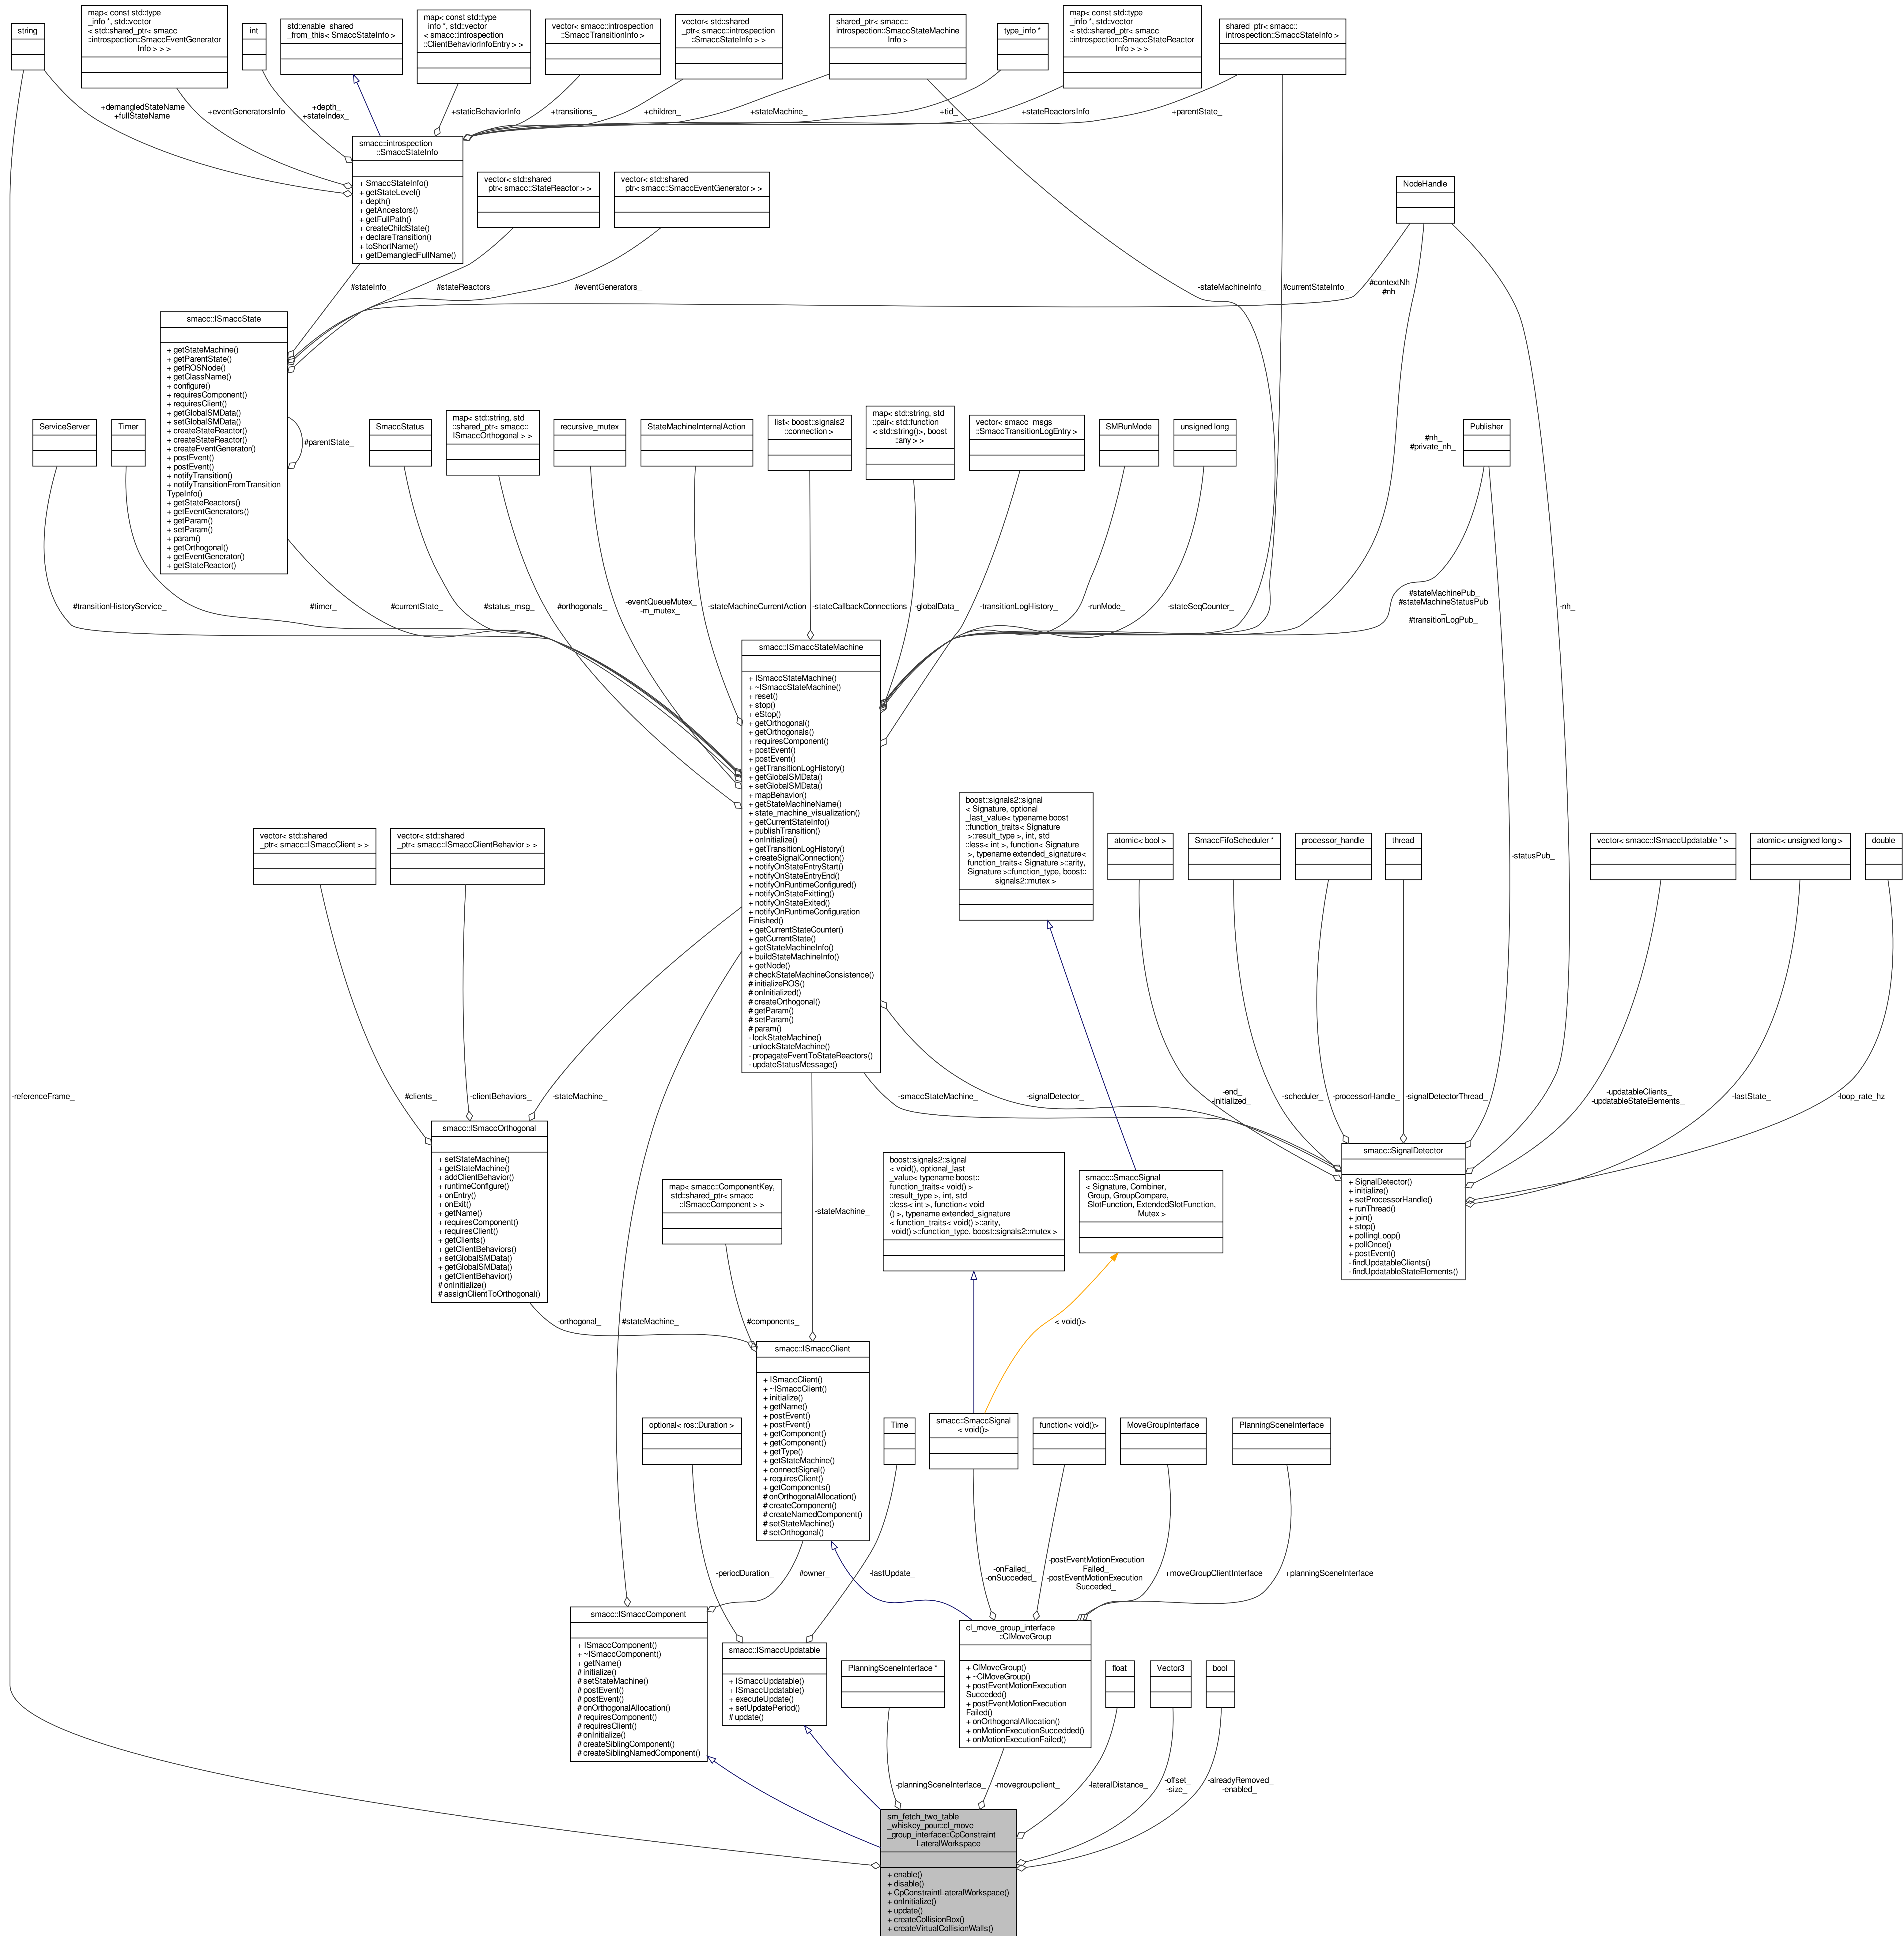 string
map< const std::type
_info *, std::vector
< std::shared_ptr< smacc
::introspection::SmaccEventGenerator
Info > > >
int
std::enable_shared
_from_this< SmaccStateInfo >
map< const std::type
_info *, std::vector
< smacc::introspection
::ClientBehaviorInfoEntry > >
vector< smacc::introspection
::SmaccTransitionInfo >
vector< std::shared
_ptr< smacc::introspection
::SmaccStateInfo > >
shared_ptr< smacc::
introspection::SmaccStateMachine
Info >
type_info *
map< const std::type
_info *, std::vector
< std::shared_ptr< smacc
::introspection::SmaccStateReactor
Info > > >
shared_ptr< smacc::
introspection::SmaccStateInfo >
+demangledStateName
+fullStateName
+eventGeneratorsInfo
+depth_
+stateIndex_
+staticBehaviorInfo
+transitions_
+children_
+stateMachine_
+tid_
+stateReactorsInfo
+parentState_
smacc::introspection
::SmaccStateInfo
+ SmaccStateInfo()
+ getStateLevel()
+ depth()
+ getAncestors()
+ getFullPath()
+ createChildState()
+ declareTransition()
+ toShortName()
+ getDemangledFullName()
vector< std::shared
_ptr< smacc::StateReactor > >
vector< std::shared
_ptr< smacc::SmaccEventGenerator > >
NodeHandle
#stateInfo_
#stateReactors_
#eventGenerators_
-stateMachineInfo_
#currentStateInfo_
#contextNh
#nh
smacc::ISmaccState
+ getStateMachine()
+ getParentState()
+ getROSNode()
+ getClassName()
+ configure()
+ requiresComponent()
+ requiresClient()
+ getGlobalSMData()
+ setGlobalSMData()
+ createStateReactor()
+ createStateReactor()
+ createEventGenerator()
+ postEvent()
+ postEvent()
+ notifyTransition()
+ notifyTransitionFromTransition
TypeInfo()
+ getStateReactors()
+ getEventGenerators()
+ getParam()
+ setParam()
+ param()
+ getOrthogonal()
+ getEventGenerator()
+ getStateReactor()
#parentState_
ServiceServer
Timer
SmaccStatus
map< std::string, std
::shared_ptr< smacc::
ISmaccOrthogonal > >
recursive_mutex
StateMachineInternalAction
list< boost::signals2
::connection >
map< std::string, std
::pair< std::function
< std::string()>, boost
::any > >
vector< smacc_msgs
::SmaccTransitionLogEntry >
SMRunMode
unsigned long
Publisher
#nh_
#private_nh_
#transitionHistoryService_
#timer_
#currentState_
#status_msg_
#orthogonals_
-eventQueueMutex_
-m_mutex_
-stateMachineCurrentAction
-stateCallbackConnections
-globalData_
-transitionLogHistory_
-runMode_
-stateSeqCounter_
#stateMachinePub_
#stateMachineStatusPub
_
#transitionLogPub_
-nh_
smacc::ISmaccStateMachine
+ ISmaccStateMachine()
+ ~ISmaccStateMachine()
+ reset()
+ stop()
+ eStop()
+ getOrthogonal()
+ getOrthogonals()
+ requiresComponent()
+ postEvent()
+ postEvent()
+ getTransitionLogHistory()
+ getGlobalSMData()
+ setGlobalSMData()
+ mapBehavior()
+ getStateMachineName()
+ state_machine_visualization()
+ getCurrentStateInfo()
+ publishTransition()
+ onInitialize()
+ getTransitionLogHistory()
+ createSignalConnection()
+ notifyOnStateEntryStart()
+ notifyOnStateEntryEnd()
+ notifyOnRuntimeConfigured()
+ notifyOnStateExitting()
+ notifyOnStateExited()
+ notifyOnRuntimeConfiguration
Finished()
+ getCurrentStateCounter()
+ getCurrentState()
+ getStateMachineInfo()
+ buildStateMachineInfo()
+ getNode()
# checkStateMachineConsistence()
# initializeROS()
# onInitialized()
# createOrthogonal()
# getParam()
# setParam()
# param()
- lockStateMachine()
- unlockStateMachine()
- propagateEventToStateReactors()
- updateStatusMessage()
vector< std::shared
_ptr< smacc::ISmaccClient > >
vector< std::shared
_ptr< smacc::ISmaccClientBehavior > >
boost::signals2::signal
< Signature, optional
_last_value< typename boost
::function_traits< Signature
>::result_type >, int, std
::less< int >, function< Signature
>, typename extended_signature<
function_traits< Signature >::arity,
Signature >::function_type, boost::
signals2::mutex >
atomic< bool >
SmaccFifoScheduler *
processor_handle
thread
-statusPub_
vector< smacc::ISmaccUpdatable * >
atomic< unsigned long >
double
-referenceFrame_
#clients_
-clientBehaviors_
-stateMachine_
-smaccStateMachine_
-signalDetector_
-end_
-initialized_
-scheduler_
-processorHandle_
-signalDetectorThread_
-updatableClients_
-updatableStateElements_
-lastState_
-loop_rate_hz
smacc::ISmaccOrthogonal
+ setStateMachine()
+ getStateMachine()
+ addClientBehavior()
+ runtimeConfigure()
+ onEntry()
+ onExit()
+ getName()
+ requiresComponent()
+ requiresClient()
+ getClients()
+ getClientBehaviors()
+ setGlobalSMData()
+ getGlobalSMData()
+ getClientBehavior()
# onInitialize()
# assignClientToOrthogonal()
map< smacc::ComponentKey,
std::shared_ptr< smacc
::ISmaccComponent > >
-stateMachine_
boost::signals2::signal
< void(), optional_last
_value< typename boost::
function_traits< void() >
::result_type >, int, std
::less< int >, function< void
() >, typename extended_signature
< function_traits< void() >::arity,
void() >::function_type, boost::signals2::mutex >
smacc::SmaccSignal
< Signature, Combiner,
Group, GroupCompare,
SlotFunction, ExtendedSlotFunction,
Mutex >
smacc::SignalDetector
+ SignalDetector()
+ initialize()
+ setProcessorHandle()
+ runThread()
+ join()
+ stop()
+ pollingLoop()
+ pollOnce()
+ postEvent()
- findUpdatableClients()
- findUpdatableStateElements()
-orthogonal_
#stateMachine_
#components_
< void()>
smacc::ISmaccClient
+ ISmaccClient()
+ ~ISmaccClient()
+ initialize()
+ getName()
+ postEvent()
+ postEvent()
+ getComponent()
+ getComponent()
+ getType()
+ getStateMachine()
+ connectSignal()
+ requiresClient()
+ getComponents()
# onOrthogonalAllocation()
# createComponent()
# createNamedComponent()
# setStateMachine()
# setOrthogonal()
optional< ros::Duration >
Time
smacc::SmaccSignal
< void()>
function< void()>
MoveGroupInterface
PlanningSceneInterface
-periodDuration_
#owner_
-lastUpdate_
-onFailed_
-onSucceded_
-postEventMotionExecution
Failed_
-postEventMotionExecution
Succeded_
+moveGroupClientInterface
+planningSceneInterface
smacc::ISmaccComponent
+ ISmaccComponent()
+ ~ISmaccComponent()
+ getName()
# initialize()
# setStateMachine()
# postEvent()
# postEvent()
# onOrthogonalAllocation()
# requiresComponent()
# requiresClient()
# onInitialize()
# createSiblingComponent()
# createSiblingNamedComponent()
smacc::ISmaccUpdatable
+ ISmaccUpdatable()
+ ISmaccUpdatable()
+ executeUpdate()
+ setUpdatePeriod()
# update()
PlanningSceneInterface *
cl_move_group_interface
::ClMoveGroup
+ ClMoveGroup()
+ ~ClMoveGroup()
+ postEventMotionExecution
Succeded()
+ postEventMotionExecution
Failed()
+ onOrthogonalAllocation()
+ onMotionExecutionSuccedded()
+ onMotionExecutionFailed()
float
Vector3
bool
-planningSceneInterface_
-movegroupclient_
-lateralDistance_
-offset_
-size_
-alreadyRemoved_
-enabled_
sm_fetch_two_table
_whiskey_pour::cl_move
_group_interface::CpConstraint
LateralWorkspace
+ enable()
+ disable()
+ CpConstraintLateralWorkspace()
+ onInitialize()
+ update()
+ createCollisionBox()
+ createVirtualCollisionWalls()